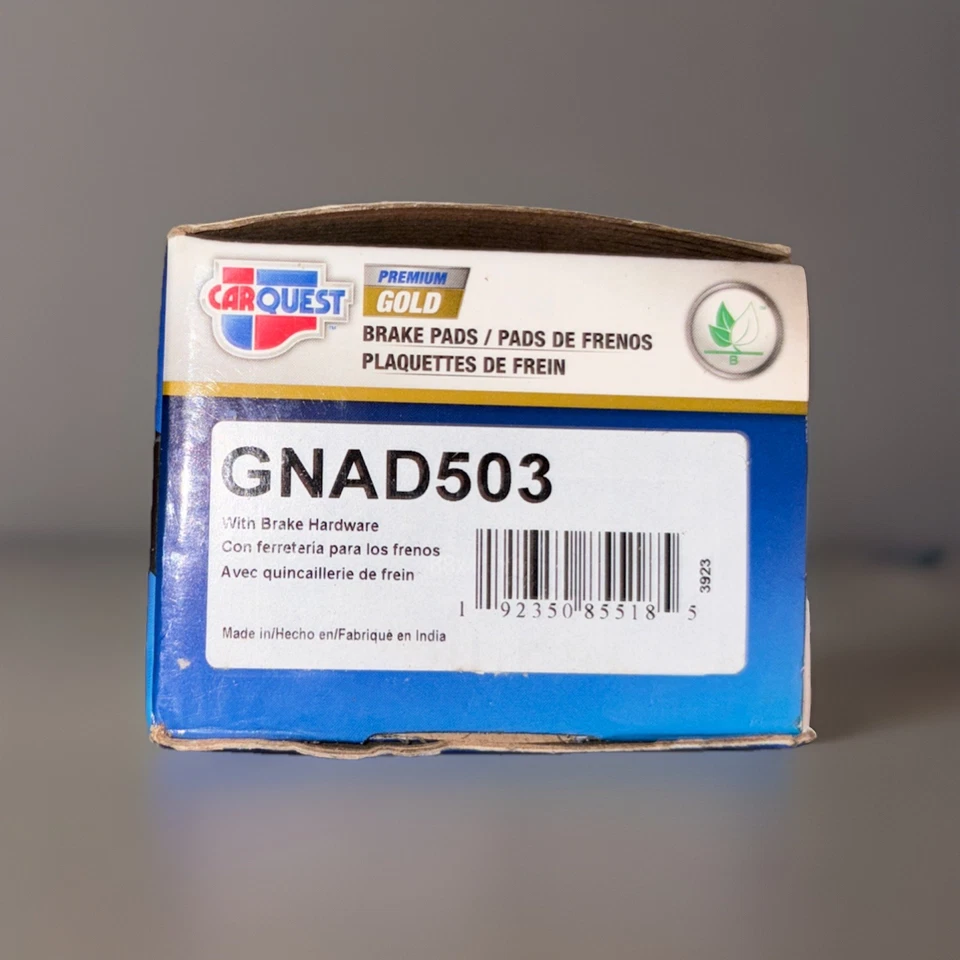 CARQUEST
PREMIUM
GOLD
BRAKE PADS / PADS DE FRENOS
PLAQUETTES DE FREIN
B
GNAD503
With Brake Hardware
Con ferretería para los frenos
Avec quincaillerie de frein
1 92350 85518 5
3923
Made in/Hecho en/Fabriqué en India